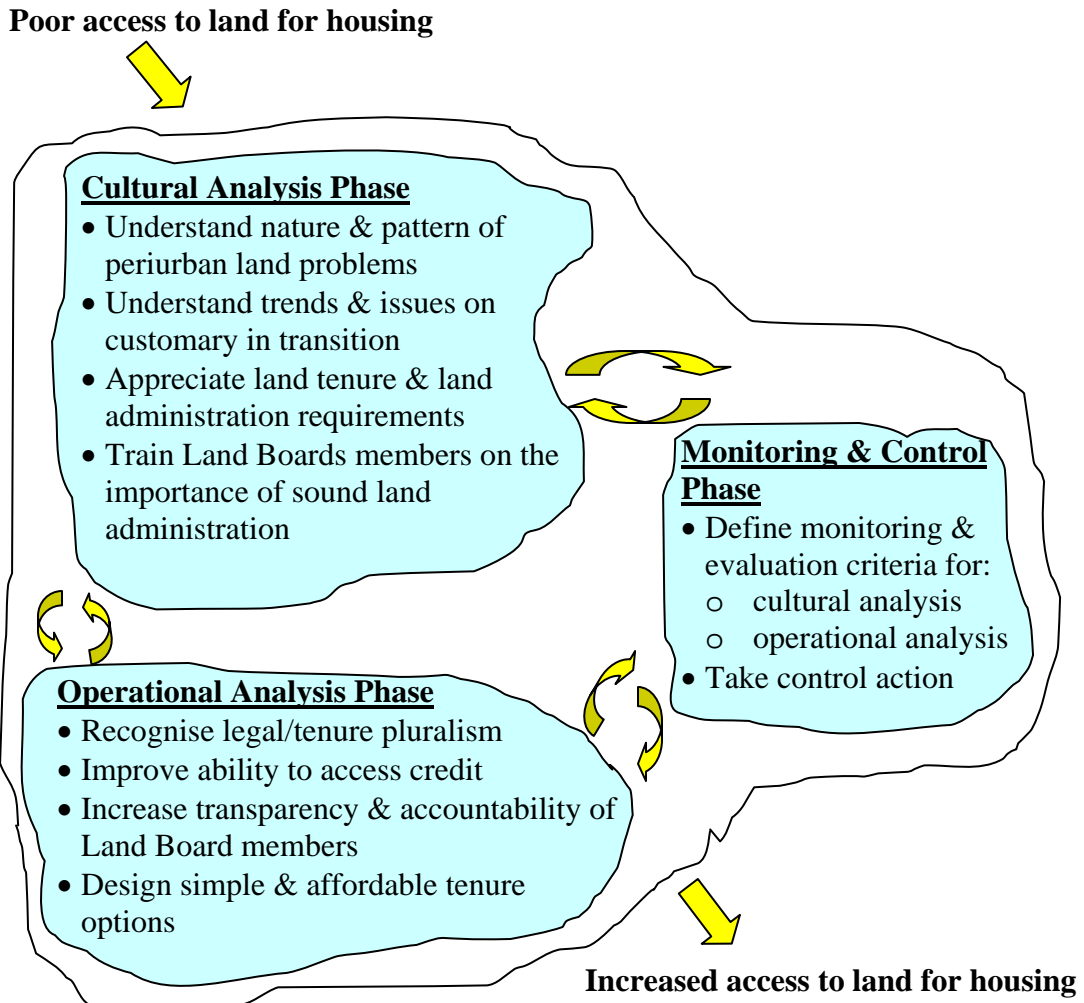 Poor access to land for housing
Cultural Analysis Phase
• Understand nature & pattern of
periurban land problems
• Understand trends & issues on
customary in transition
• Appreciate land tenure & land
administration requirements
• Train Land Boards members on the
importance of sound land
administration
Monitoring & Control
Phase
• Define monitoring &
evaluation criteria for:
o cultural analysis
o operational analysis
• Take control action
Operational Analysis Phase
• Recognise legal/tenure pluralism
• Improve ability to access credit
• Increase transparency & accountability of
Land Board members
• Design simple & affordable tenure
options
Increased access to land for housing